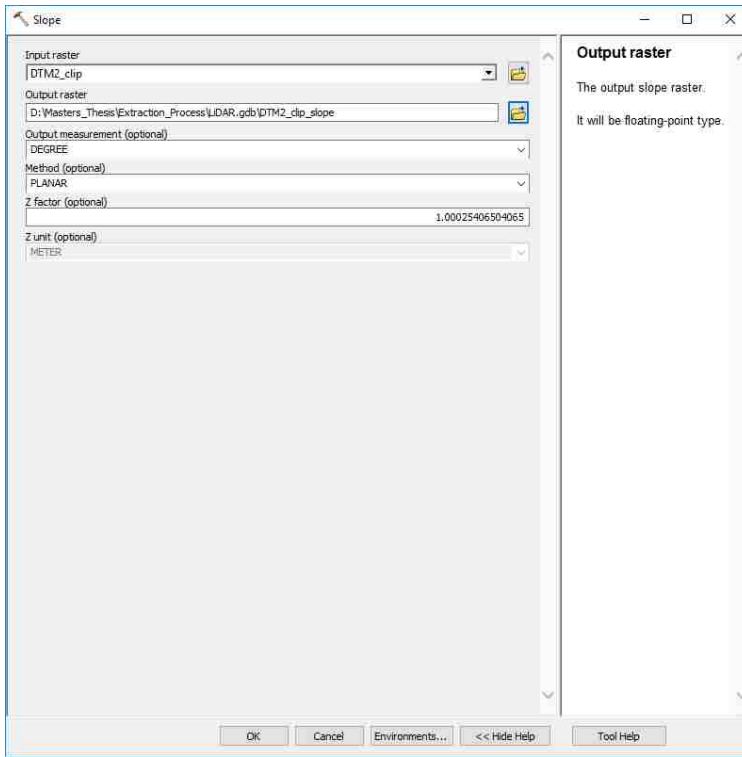 Slope
Input raster
DTM2_clip
Output raster
D:\Masters_Thesis\Extraction_Process\LiDAR.gdb\DTM2_clip_slope
Output measurement (optional)
DEGREE
Method (optional)
PLANAR
Z factor (optional)
1.00025406504065
Z unit (optional)
METER
Output raster
The output slope raster.
It will be floating-point type.
OK
Cancel
Environments...
<< Hide Help
Tool Help